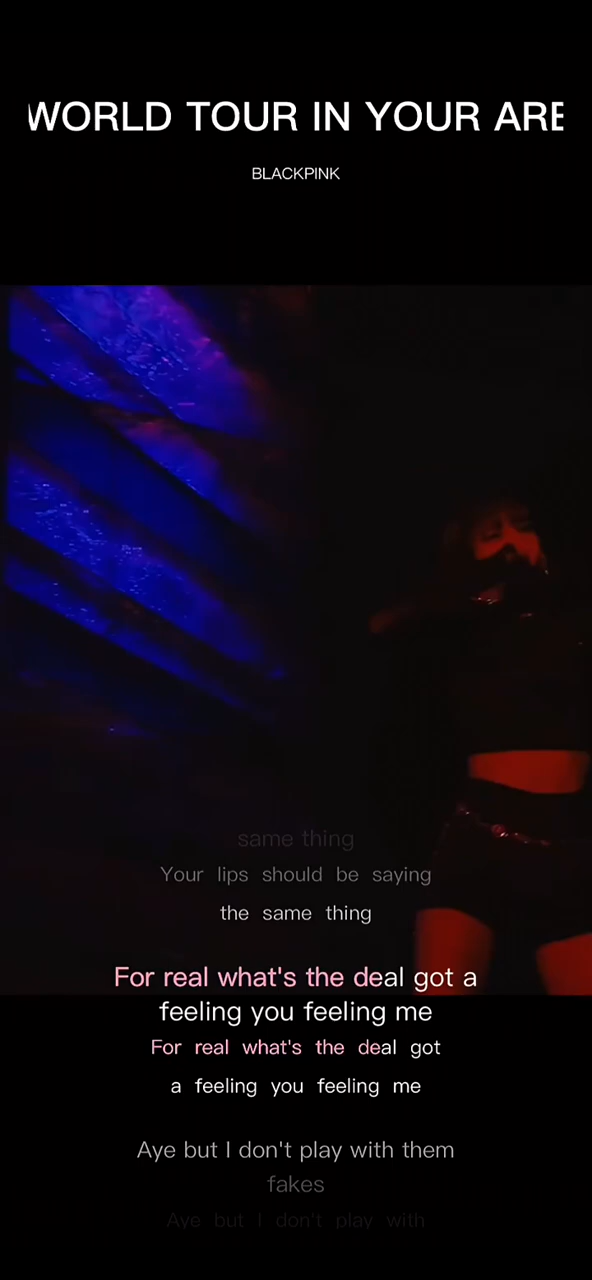 WORLD TOUR IN YOUR ARE
BLACKPINK
same thing
Your lips should be saying
the same thing
For real what's the deal got a
feeling you feeling me
For real what's the deal got
a feeling you feeling me
Aye but I don't play with them
fakes
Aye but I don't play with